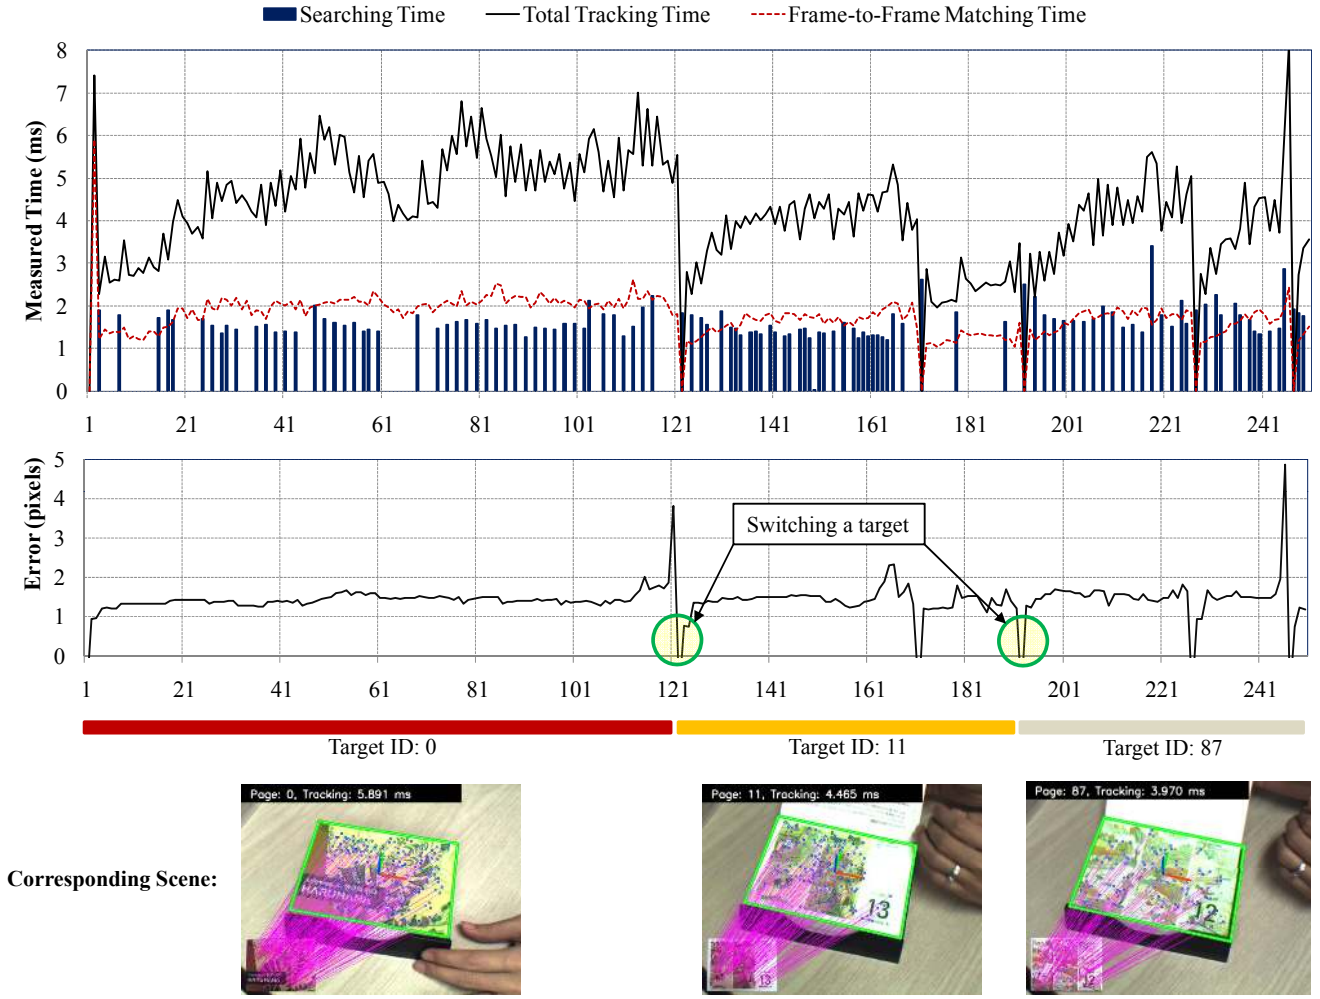 Searching Time Total Tracking Time Frame-to-Frame Matching Time
Measured Time (ms)
8
7
6
5
4
3
2
1
0
1 21 41 61 81 101 121 141 161 181 201 221 241
Error (pixels)
5
4
3
2
1
0
Switching a target
1 21 41 61 81 101 121 141 161 181 201 221 241
Target ID: 0 Target ID: 11 Target ID: 87
Corresponding Scene:
Page: 0, Tracking: 5.891 ms
Page: 11, Tracking: 4.465 ms
13
13
Page: 87, Tracking: 3.970 ms
12
12